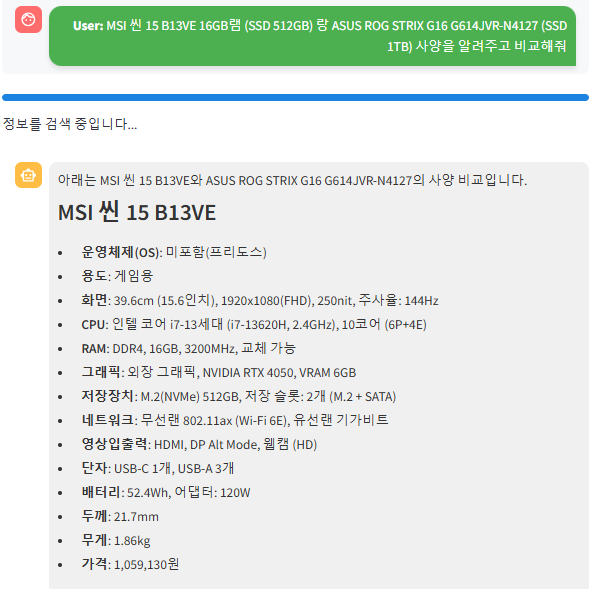 User: MSI 씬 15 B13VE 16GB램 (SSD 512GB) 랑 ASUS ROG STRIX G16 G614JVR-N4127 (SSD
1TB) 사양을 알려주고 비교해줘
정보를 검색 중입니다...
아래는 MSI 씬 15 B13VE와 ASUS ROG STRIX G16 G614JVR-N4127의 사양 비교입니다.
MSI 씬 15 B13VE
• 운영체제(OS): 미포함(프리도스)
• 용도: 게임용
• 화면: 39.6cm (15.6인치), 1920x1080(FHD), 250nit, 주사율: 144Hz
• CPU: 인텔 코어 i7-13세대 (i7-13620H, 2.4GHz), 10코어 (6P+4E)
• RAM: DDR4, 16GB, 3200MHz, 교체 가능
• 그래픽: 외장 그래픽, NVIDIA RTX 4050, VRAM 6GB
• 저장장치: M.2(NVMe) 512GB, 저장 슬롯: 2개 (M.2 + SATA)
• 네트워크: 무선랜 802.11ax (Wi-Fi 6E), 유선랜 기가비트
• 영상입출력: HDMI, DP Alt Mode, 웹캠 (HD)
• 단자: USB-C 1개, USB-A 3개
• 배터리: 52.4Wh, 어댑터: 120W
• 두께: 21.7mm
• 무게: 1.86kg
• 가격: 1,059,130원